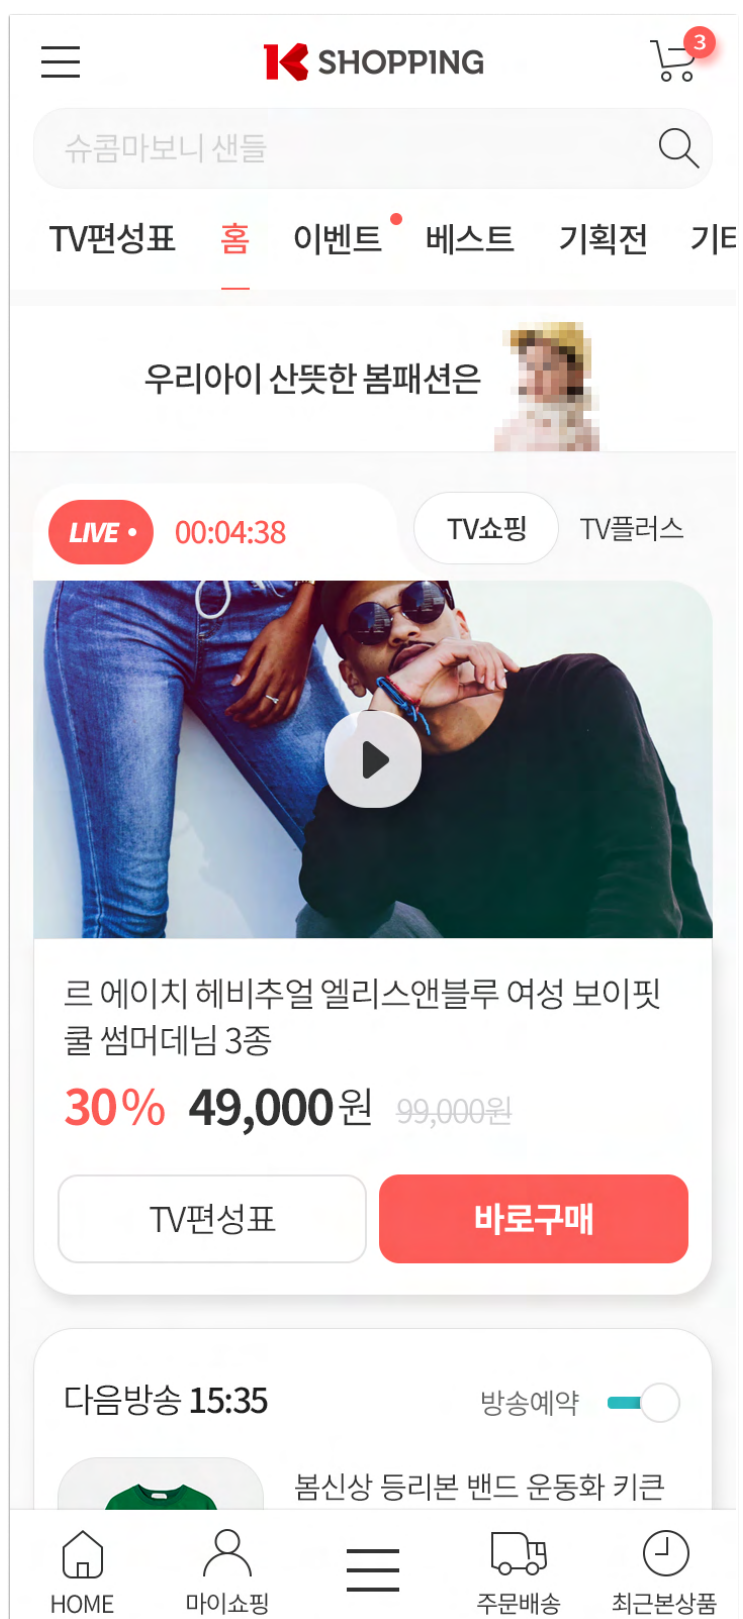 K SHOPPING
3
슈콤마보니 샌들
TV편성표 홈 이벤트 베스트 기획전
우리아이 산뜻한 봄패션은
LIVE 00:04:38 TV쇼핑 TV플러스
르 에이치 헤비추얼 엘리스앤블루 여성 보이핏
쿨 썸머데님 3종
30% 49,000원 99,000원
TV편성표 바로구매
다음방송 15:35 방송예약
봄신상 등리본 밴드 운동화 키큰
HOME 마이쇼핑 주문배송 최근본상품